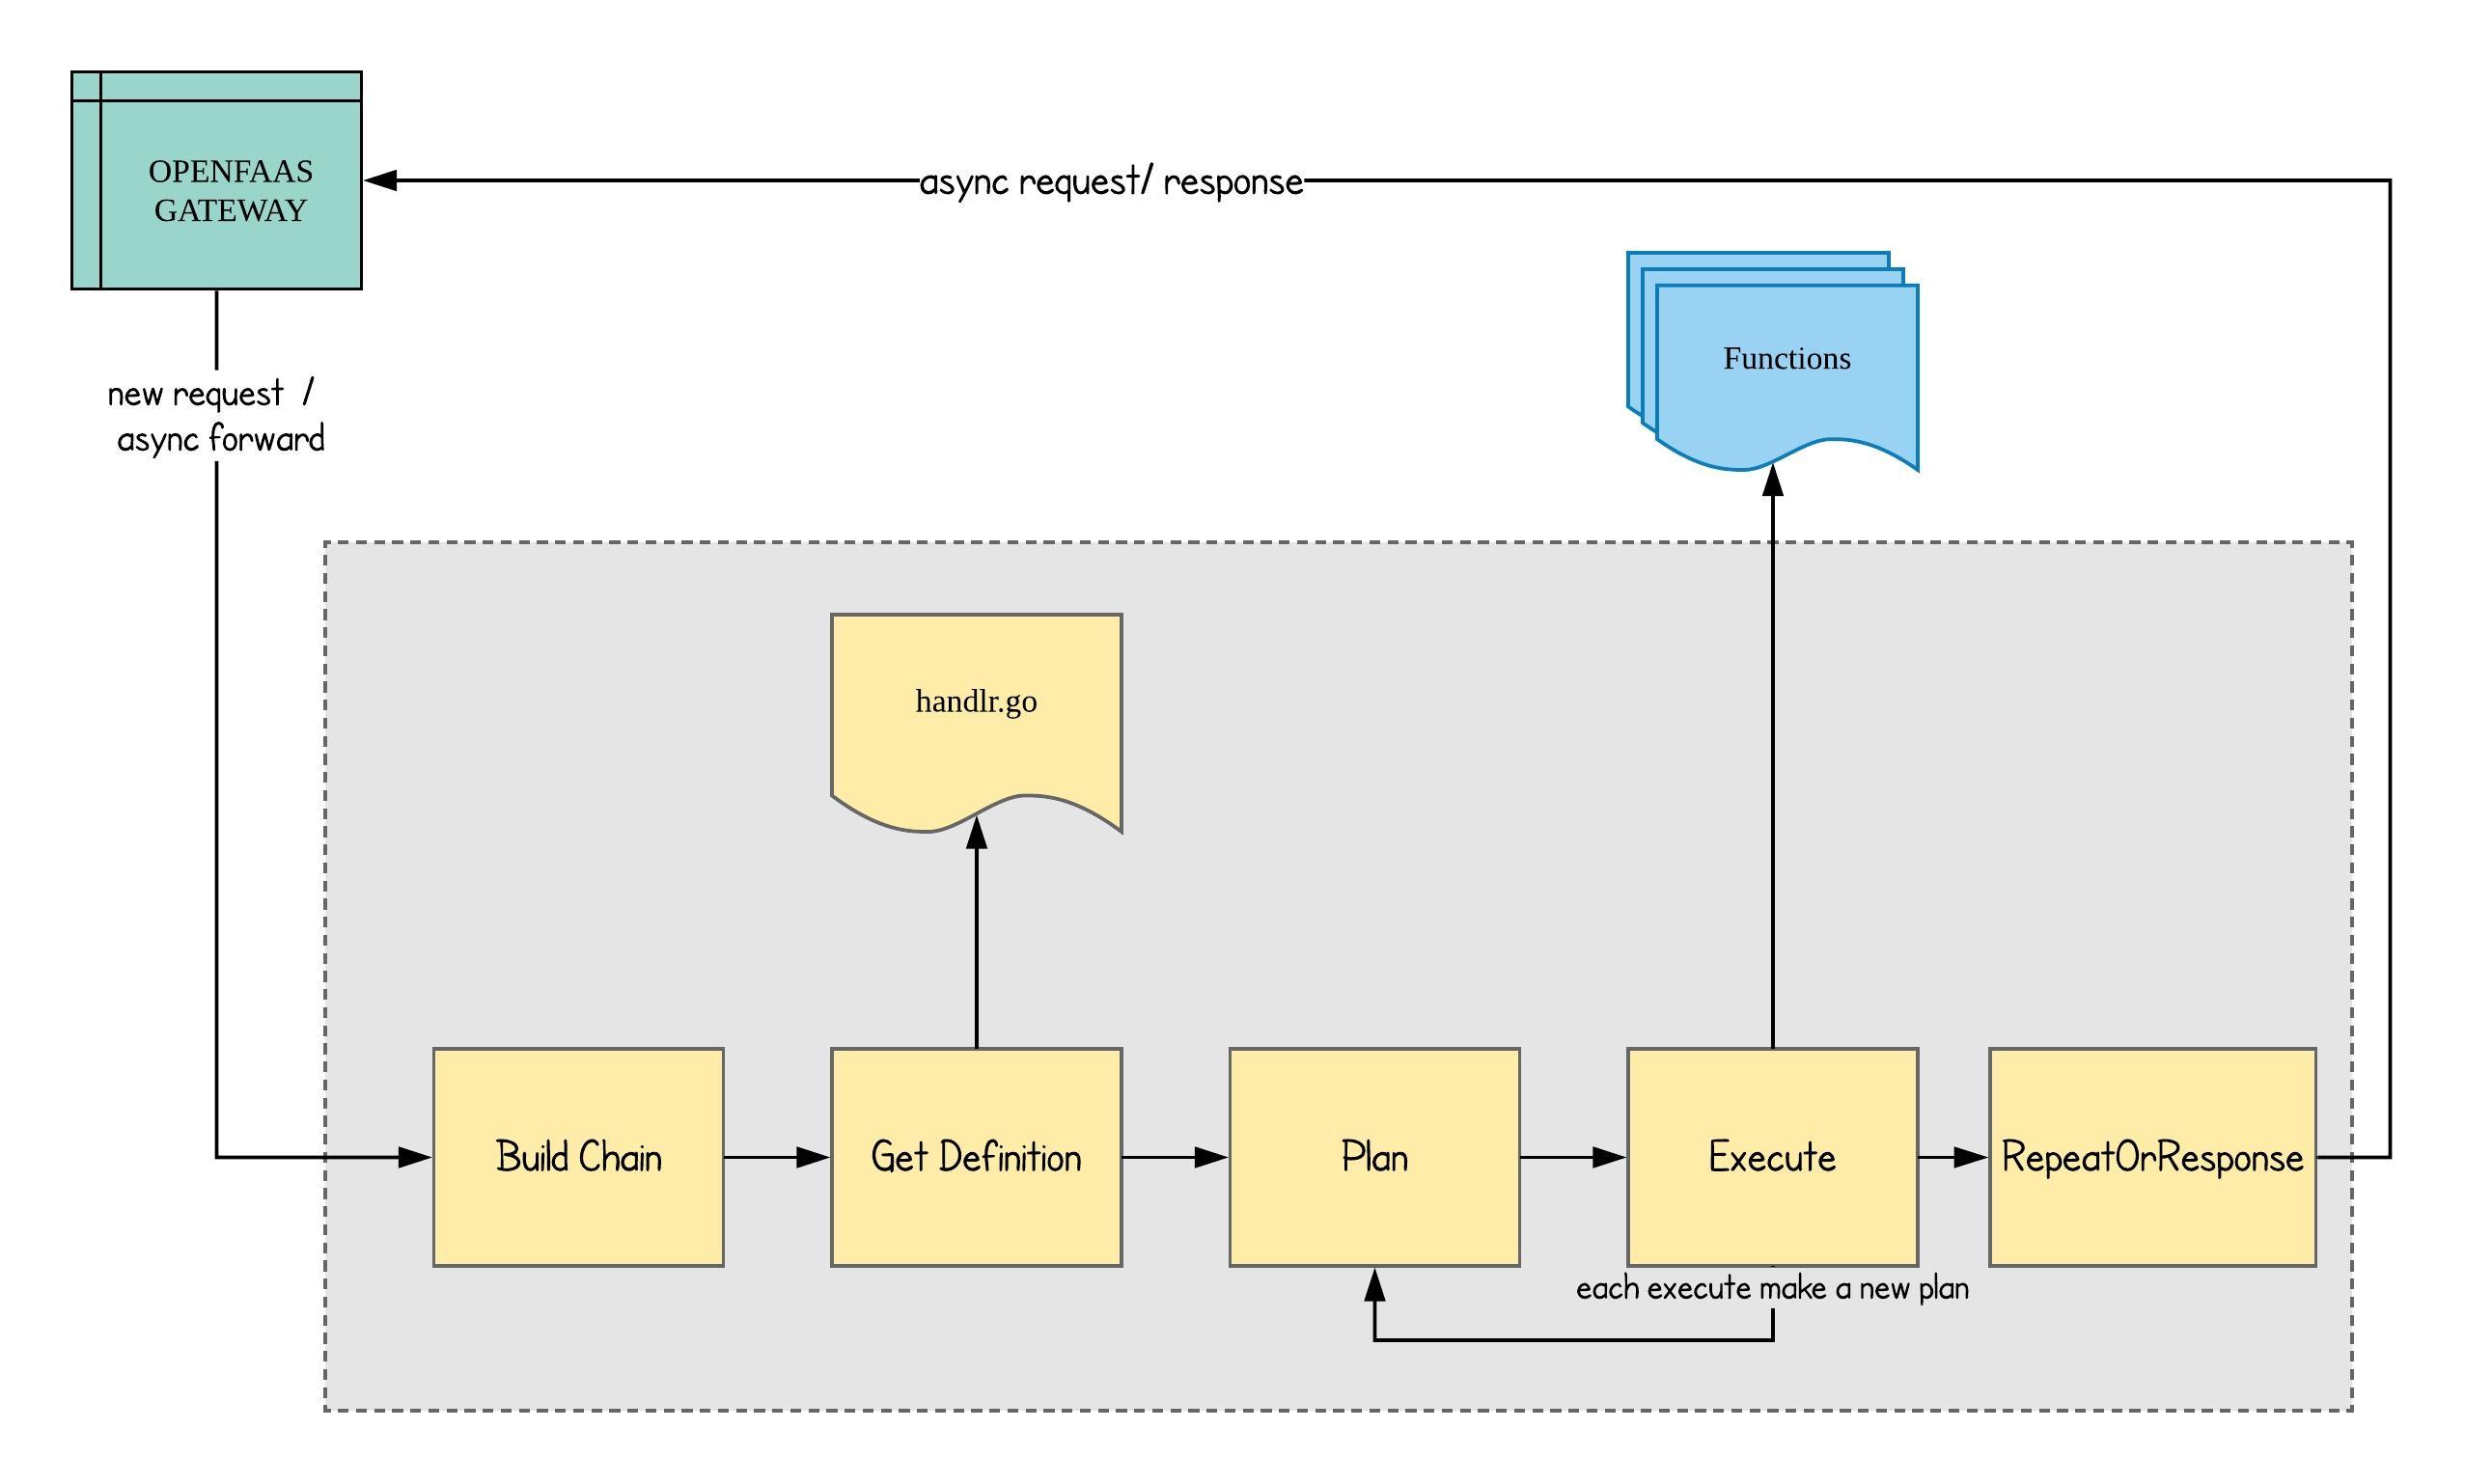 OPENFAAS
GATEWAY
async request/ response
Functions
new request /
async forward
handlr.go
Build Chain
Get Definition
Plan
Execute
RepeatOrResponse
each execute make a new plan